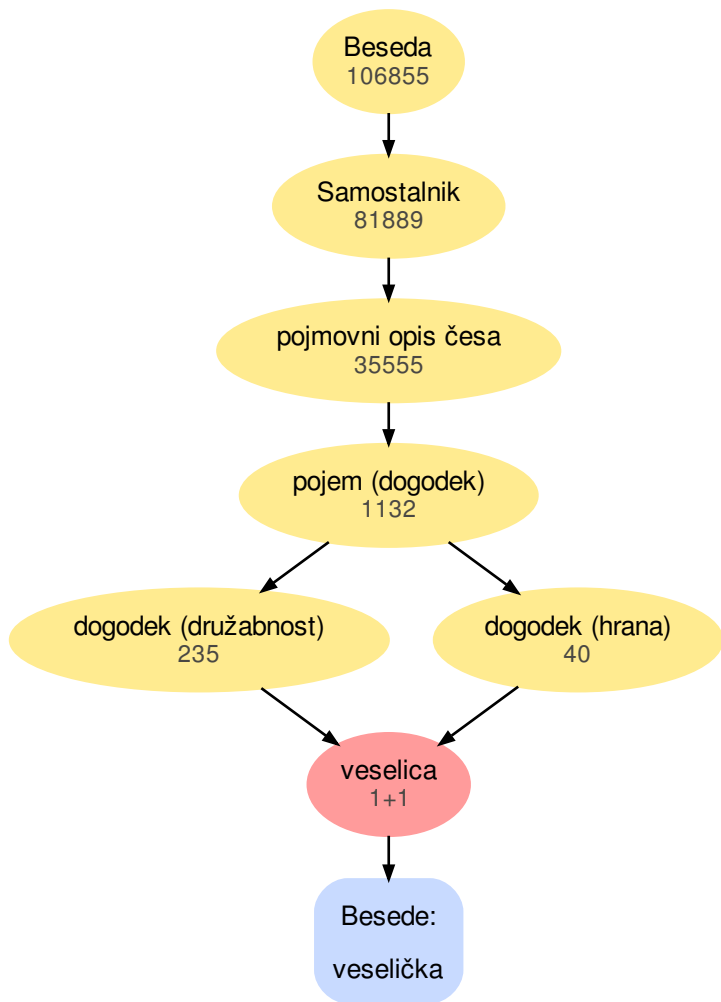 Beseda
106855
Samostalnik
81889
pojmovni opis česa
35555
pojem (dogodek)
1132
dogodek (družabnost)
235
dogodek (hrana)
40
veselica
1+1
Besede:
veselička